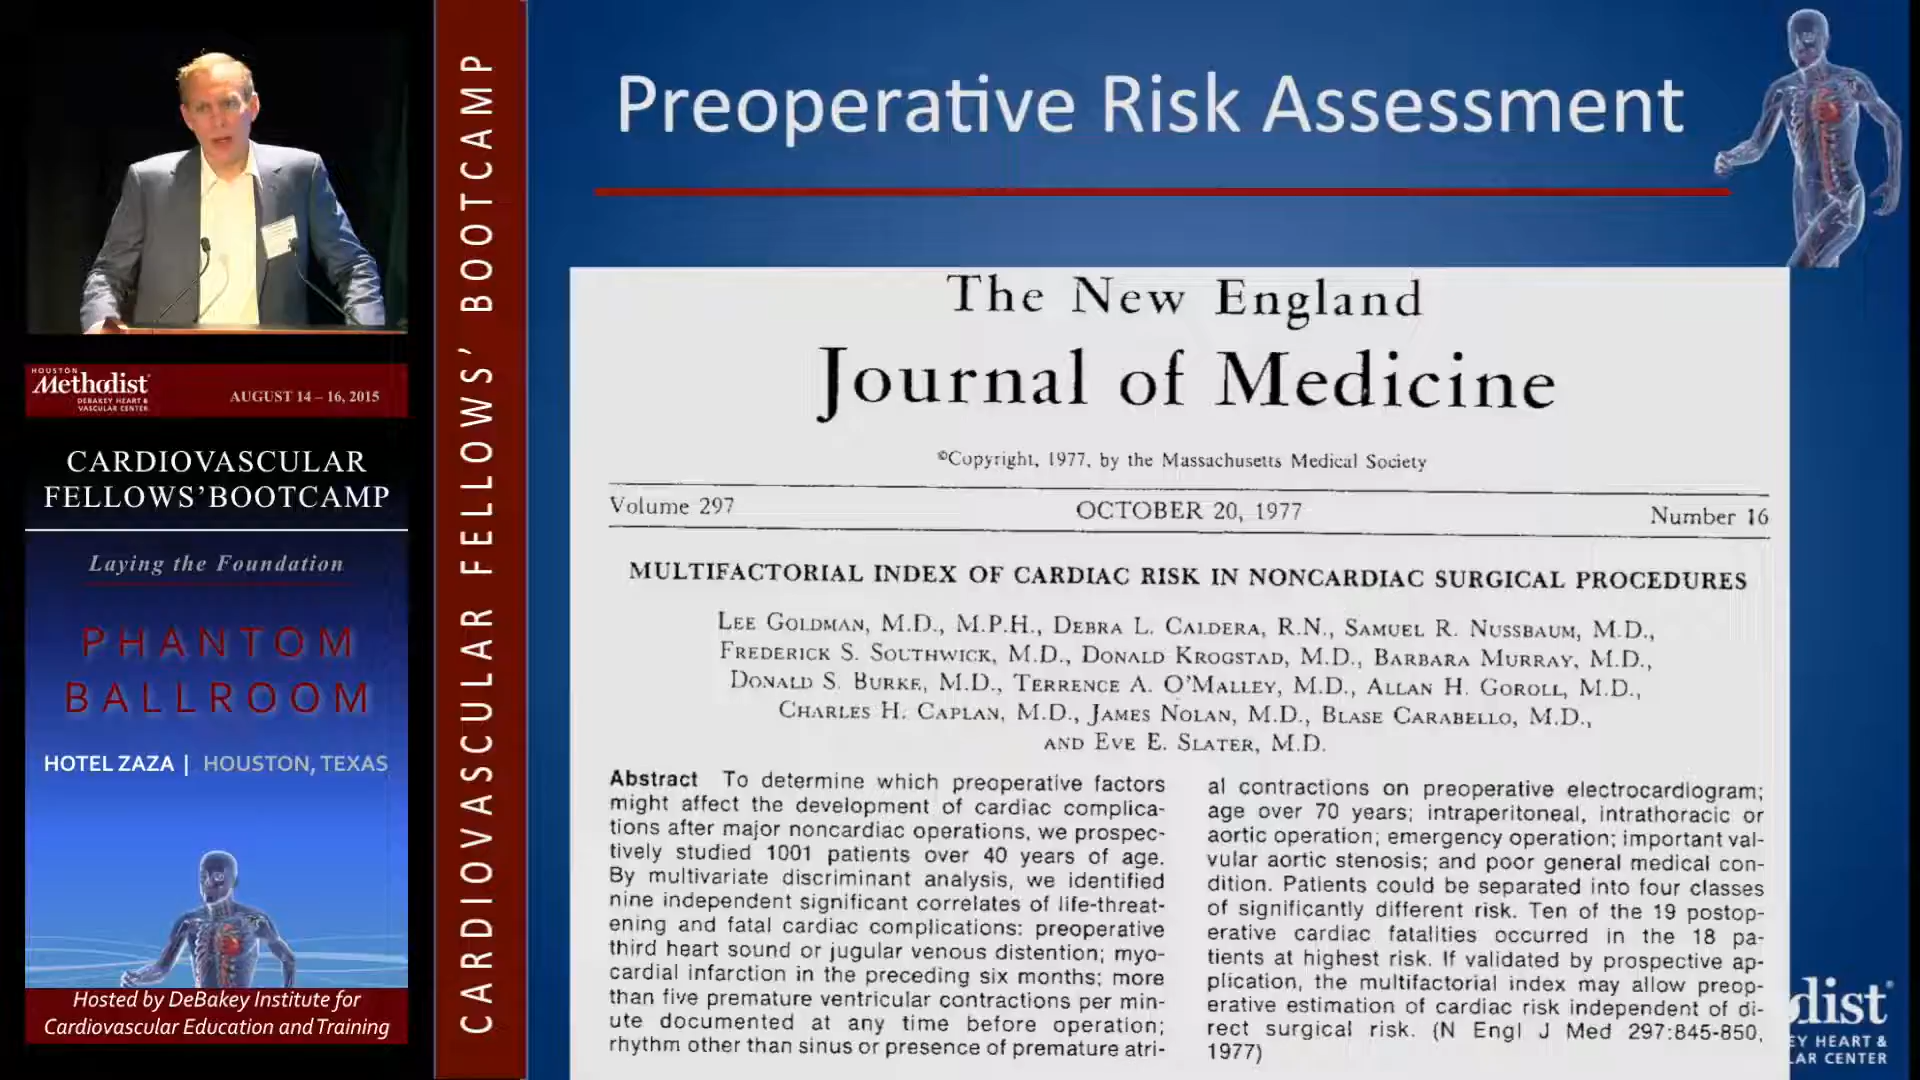 HOUSTON
Methodist
DEBAKEY HEART &
VASCULAR CENTER
AUGUST 14 – 16, 2015
CARDIOVASCULAR
FELLOWS'BOOTCAMP
Laying the Foundation
PHANTOM
BALLROOM
HOTEL ZAZA | HOUSTON, TEXAS
Hosted by DeBakey Institute for
Cardiovascular Education and Training
CARDIOVASCULAR FELLOWS' BOOTCAMP
Preoperative Risk Assessment
The New England
Journal of Medicine
©Copyright, 1977, by the Massachusetts Medical Society
Volume 297 OCTOBER 20, 1977 Number 16
MULTIFACTORIAL INDEX OF CARDIAC RISK IN NONCARDIAC SURGICAL PROCEDURES
LEE GOLDMAN, M.D., M.P.H., DEBRA L. CALDERA, R.N., SAMUEL R. NUSSBAUM, M.D.,
FREDERICK S. SOUTHWICK, M.D., DONALD KROGSTAD, M.D., BARBARA MURRAY, M.D.,
DONALD S. BURKE, M.D., TERRENCE A. O'MALLEY, M.D., ALLAN H. GOROLL, M.D.,
CHARLES H. CAPLAN, M.D., JAMES NOLAN, M.D., BLASE CARABELLO, M.D.,
AND EVE E. SLATER, M.D.
Abstract To determine which preoperative factors
might affect the development of cardiac complica-
tions after major noncardiac operations, we prospec-
tively studied 1001 patients over 40 years of age.
By multivariate discriminant analysis, we identified
nine independent significant correlates of life-threat-
ening and fatal cardiac complications: preoperative
third heart sound or jugular venous distention; myo-
cardial infarction in the preceding six months; more
than five premature ventricular contractions per min-
ute documented at any time before operation;
rhythm other than sinus or presence of premature atri-
al contractions on preoperative electrocardiogram;
age over 70 years; intraperitoneal, intrathoracic or
aortic operation; emergency operation; important val-
vular aortic stenosis; and poor general medical con-
dition. Patients could be separated into four classes
of significantly different risk. Ten of the 19 postop-
erative cardiac fatalities occurred in the 18 pa-
tients at highest risk. If validated by prospective ap-
plication, the multifactorial index may allow preop-
erative estimation of cardiac risk independent of di-
rect surgical risk. (N Engl J Med 297:845-850,
1977)
dist
EY HEART &
LAR CENTER